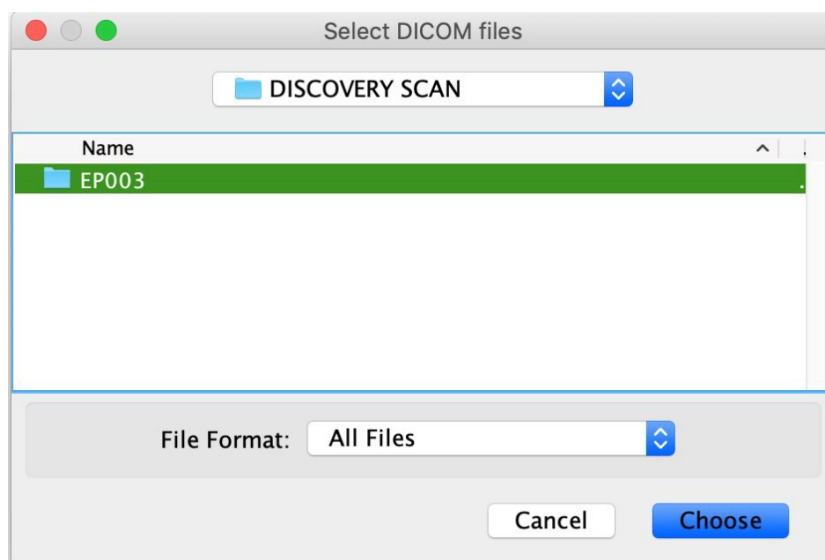 Select DICOM files
DISCOVERY SCAN
Name
EP003
File Format: All Files
Cancel Choose